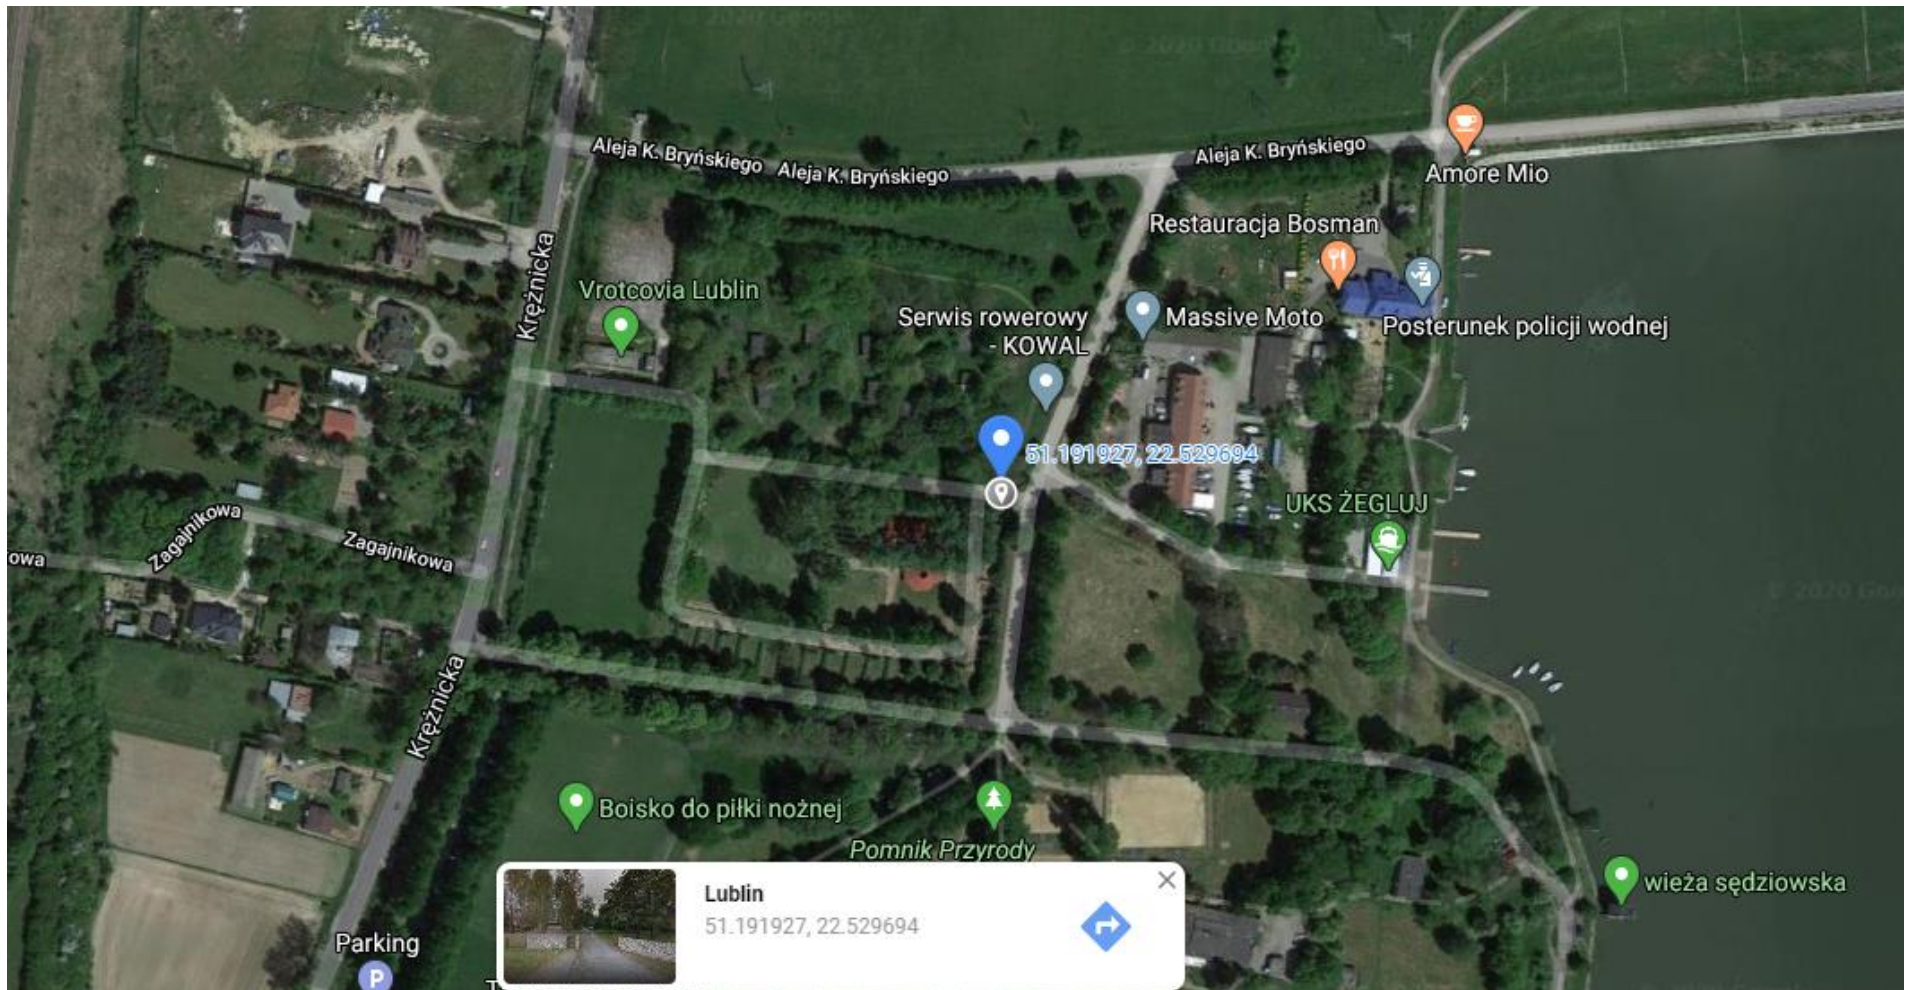 Aleja K. Bryńskiego
Aleja K. Bryńskiego
Aleja K. Bryńskiego
Amore Mio
Restauracja Bosman
Krężnicka
Vrotcovia Lublin
Serwis rowerowy
- KOWAL
Massive Moto
Posterunek policji wodnej
51.191927, 22.529694
UKS ŻEGLUJ
Zagajnikowa
Zagajnikowa
owa
Krężnicka
Boisko do piłki nożnej
Pomnik Przyrody
wieża sędziowska
Lublin
51.191927, 22.529694
Parking
P